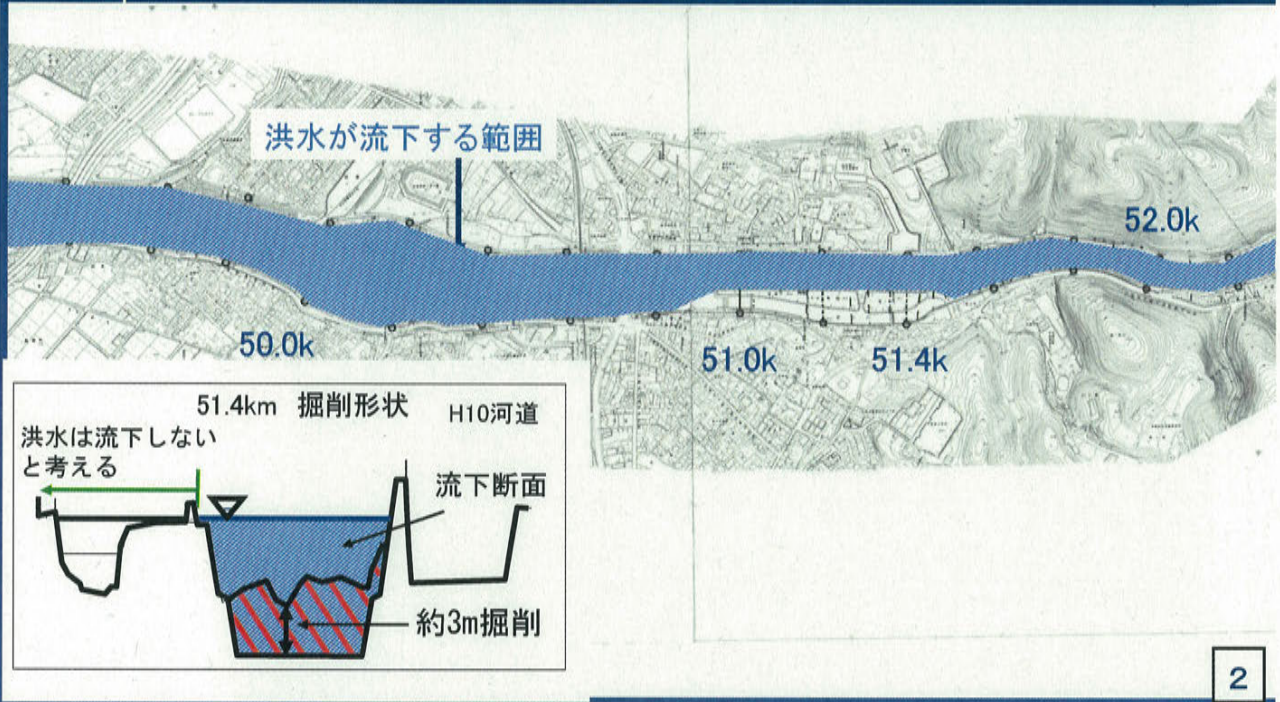 洪水が流下する範囲
52.0k
50.0k
51.0k
51.4k
51.4km 掘削形状
H10河道
洪水は流下しない
と考える
流下断面
約3m掘削
2